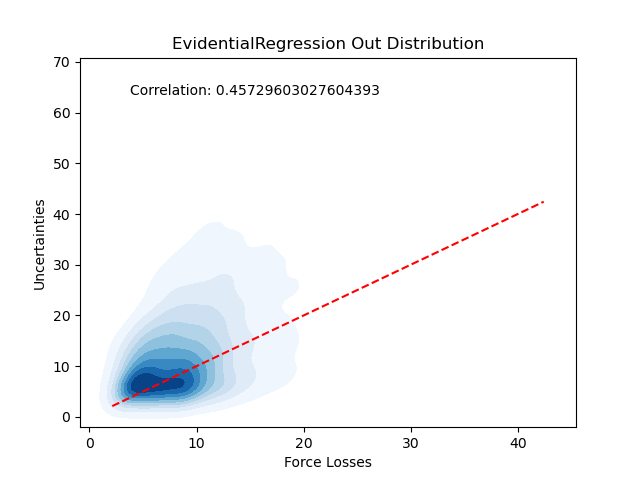 EvidentialRegression Out Distribution
Correlation: 0.45729603027604393
Uncertainties
70
60
50
40
30
20
10
0
0 10 20 30 40
Force Losses